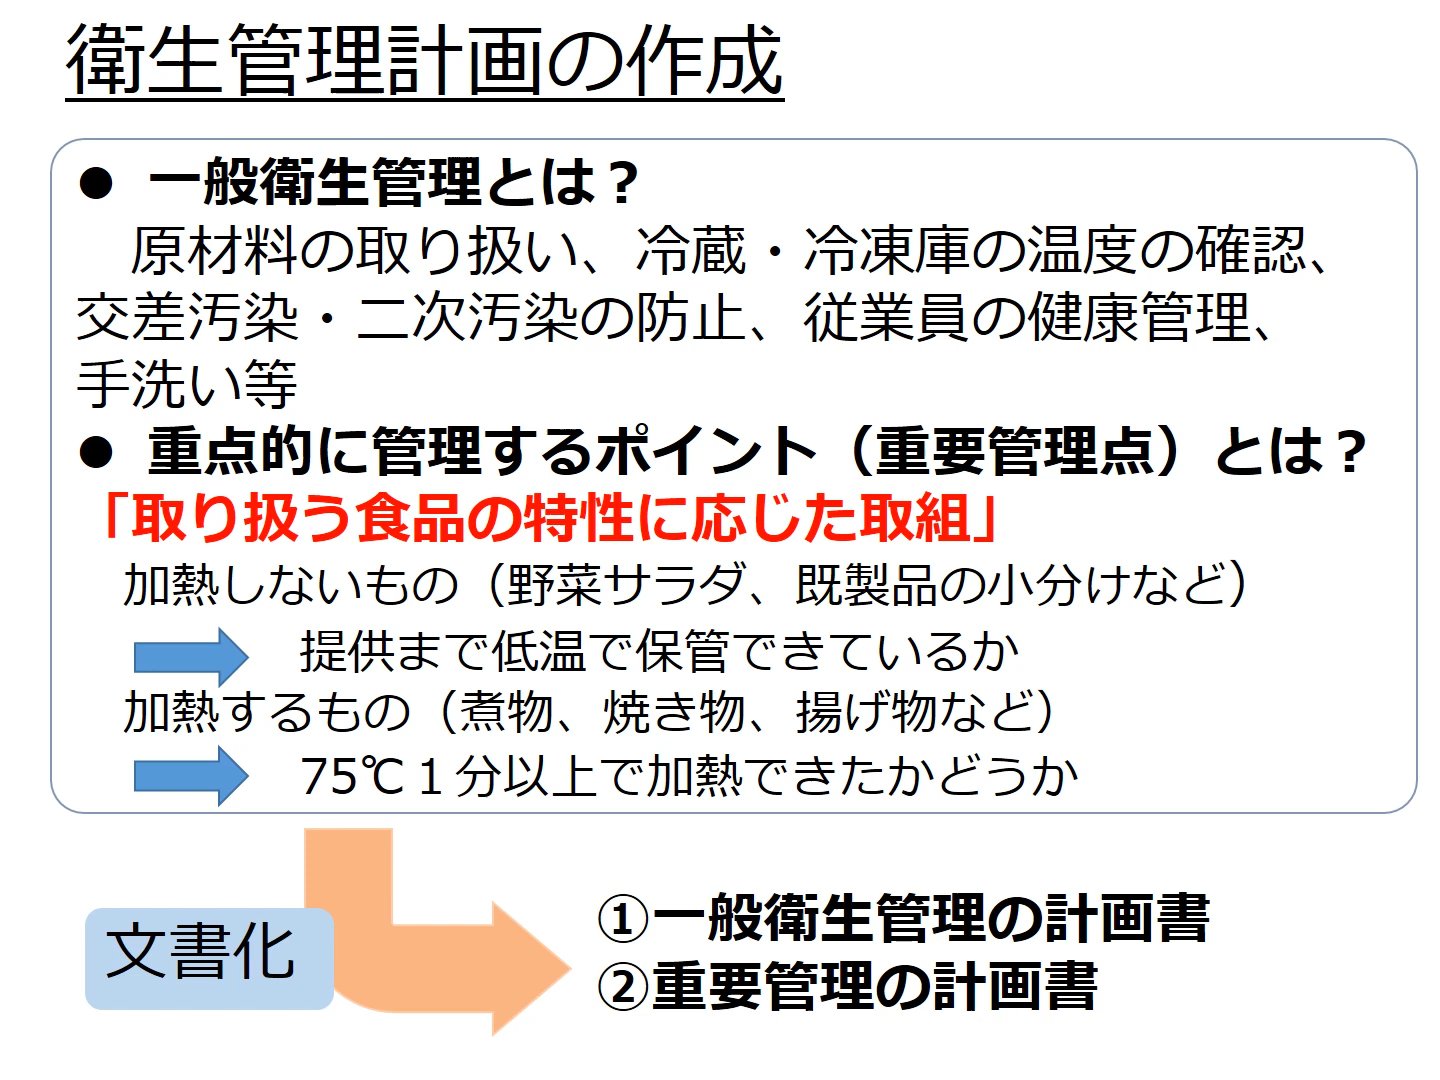 衛生管理計画の作成
● 一般衛生管理とは？
原材料の取り扱い、冷蔵・冷凍庫の温度の確認、
交差汚染・二次汚染の防止、従業員の健康管理、
手洗い等
● 重点的に管理するポイント（重要管理点）とは？
「取り扱う食品の特性に応じた取組」
加熱しないもの（野菜サラダ、既製品の小分けなど）
提供まで低温で保管できているか
加熱するもの（煮物、焼き物、揚げ物など）
75℃１分以上で加熱できたかどうか
文書化
①一般衛生管理の計画書
②重要管理の計画書